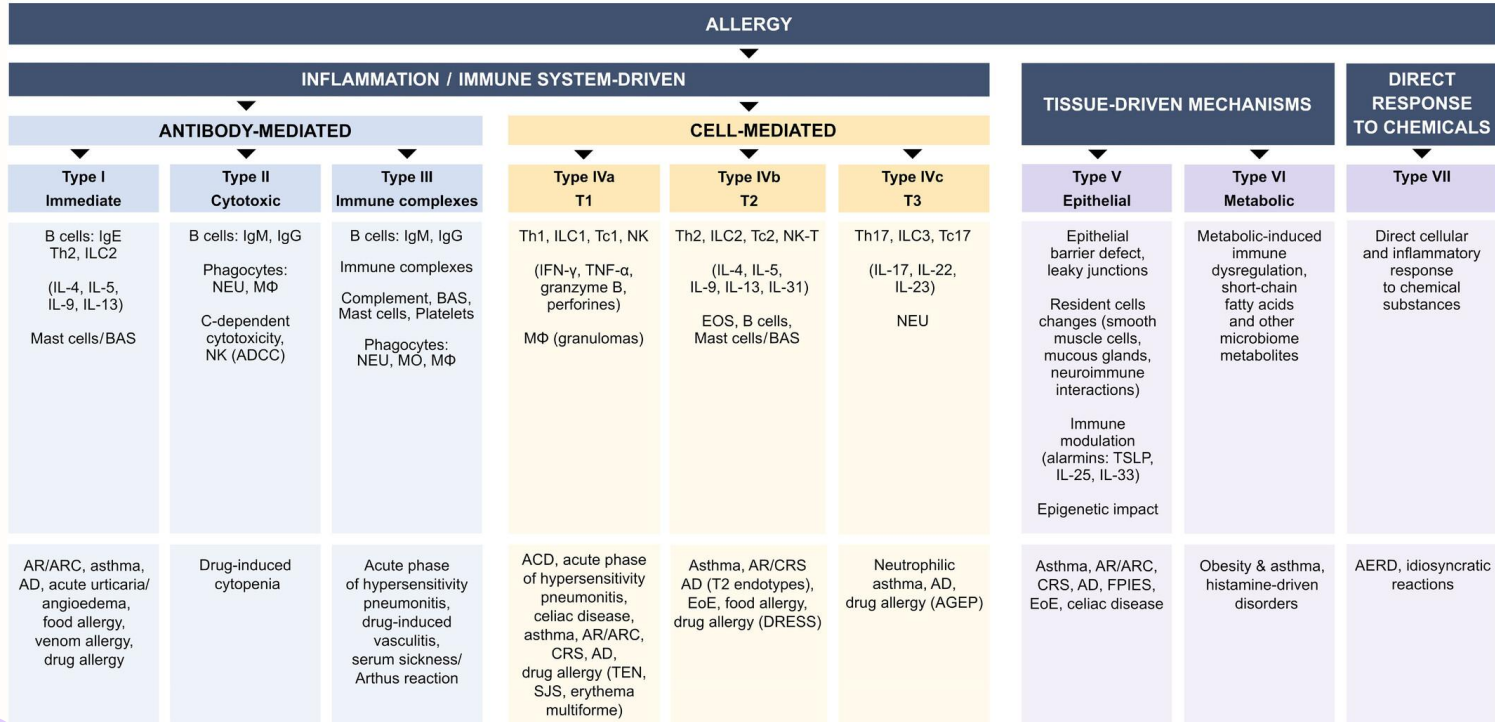 ALLERGY
INFLAMMATION / IMMUNE SYSTEM-DRIVEN
TISSUE-DRIVEN MECHANISMS
DIRECT
RESPONSE
TO CHEMICALS
ANTIBODY-MEDIATED
CELL-MEDIATED
Type I
Immediate
Type II
Cytotoxic
Type III
Immune complexes
Type IVa
T1
Type IVb
T2
Type IVc
T3
Type V
Epithelial
Type VI
Metabolic
Type VII
B cells: IgE
Th2, ILC2
(IL-4, IL-5,
IL-9, IL-13)
Mast cells/BAS
B cells: IgM, IgG
Phagocytes:
NEU, MΦ
C-dependent
cytotoxicity,
NK (ADCC)
B cells: IgM, IgG
Immune complexes
Complement, BAS,
Mast cells, Platelets
Phagocytes:
NEU, MO, MΦ
Th1, ILC1, Tc1, NK
(IFN-γ, TNF-α,
granzyme B,
perforines)
MΦ (granulomas)
Th2, ILC2, Tc2, NK-T
(IL-4, IL-5,
IL-9, IL-13, IL-31)
EOS, B cells,
Mast cells/BAS
Th17, ILC3, Tc17
(IL-17, IL-22,
IL-23)
NEU
Epithelial
barrier defect,
leaky junctions
Resident cells
changes (smooth
muscle cells,
mucous glands,
neuroimmune
interactions)
Immune
modulation
(alarmins: TSLP,
IL-25, IL-33)
Epigenetic impact
Metabolic-induced
immune
dysregulation,
short-chain
fatty acids
and other
microbiome
metabolites
Direct cellular
and inflammatory
response
to chemical
substances
AR/ARC, asthma,
AD, acute urticaria/
angioedema,
food allergy,
venom allergy,
drug allergy
Drug-induced
cytopenia
Acute phase
of hypersensitivity
pneumonitis,
drug-induced
vasculitis,
serum sickness/
Arthus reaction
ACD, acute phase
of hypersensitivity
pneumonitis,
celiac disease,
asthma, AR/ARC,
CRS, AD,
drug allergy (TEN,
SJS, erythema
multiforme)
Asthma, AR/CRS
AD (T2 endotypes),
EoE, food allergy,
drug allergy (DRESS)
Neutrophilic
asthma, AD,
drug allergy (AGEP)
Asthma, AR/ARC,
CRS, AD, FPIES,
EoE, celiac disease
Obesity & asthma,
histamine-driven
disorders
AERD, idiosyncratic
reactions